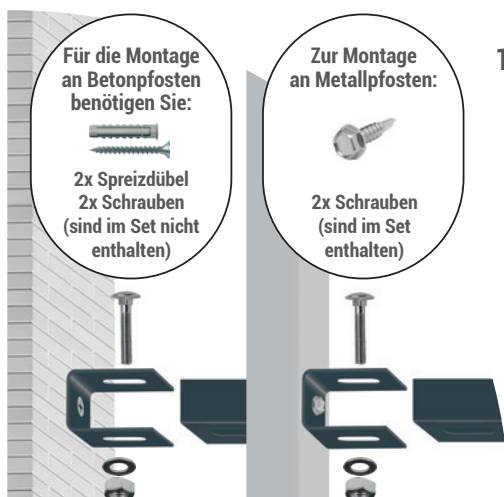 Für die Montage
an Betonpfosten
benötigen Sie:
2x Spreizdübel
2x Schrauben
(sind im Set nicht
enthalten)
Zur Montage
an Metallpfosten:
2x Schrauben
(sind im Set
enthalten)
1